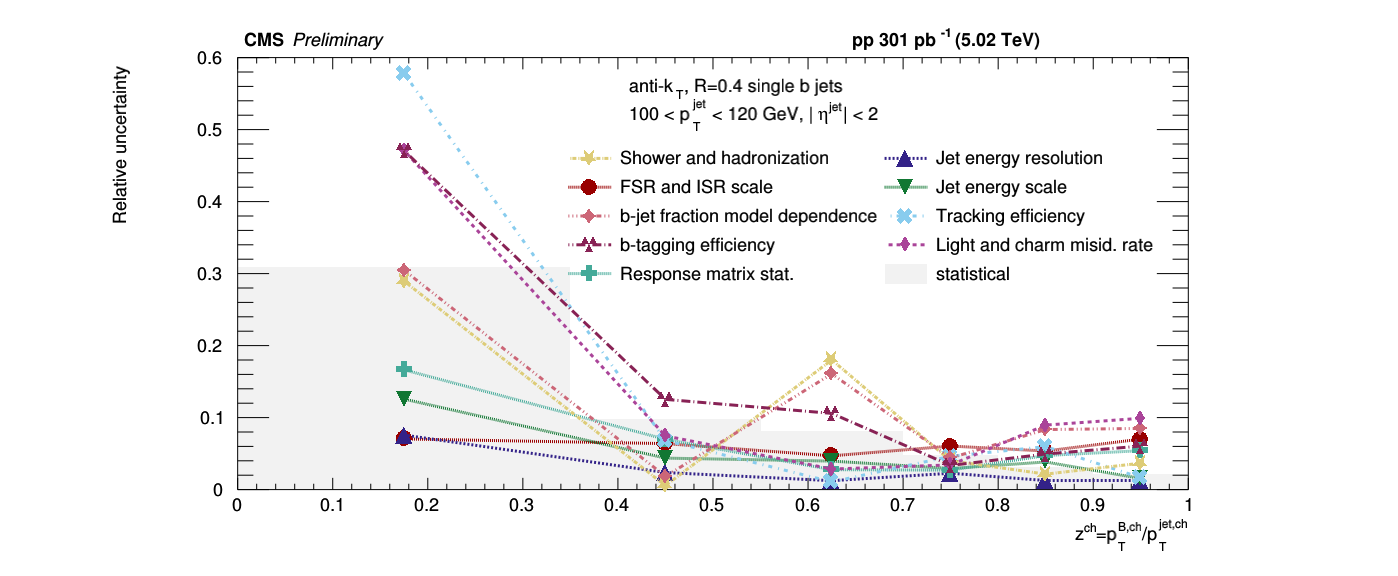 CMS Preliminary pp 301 pb -1 (5.02 TeV)
Relative uncertainty
0.6
0.5
0.4
0.3
0.2
0.1
0
anti-k T, R=0.4 single b jets
100 < p T jet < 120 GeV, | η jet | < 2
Shower and hadronization
FSR and ISR scale
b-jet fraction model dependence
b-tagging efficiency
Response matrix stat.
Jet energy resolution
Jet energy scale
Tracking efficiency
Light and charm misid. rate
statistical
0 0.1 0.2 0.3 0.4 0.5 0.6 0.7 0.8 0.9 1
z ch =p T B,ch /p T jet,ch